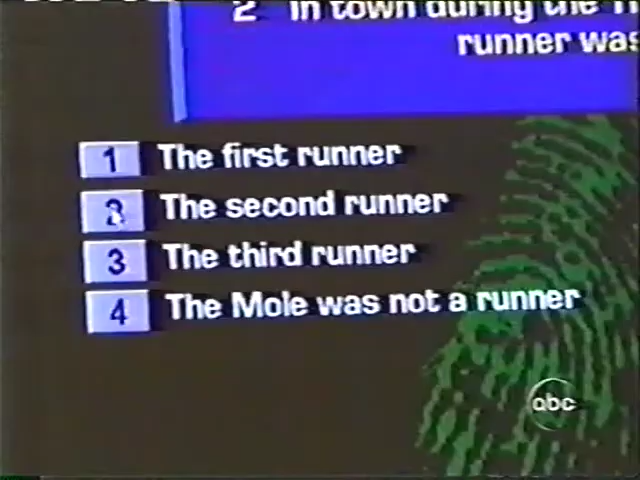 2 In town during the
runner was
1 The first runner
2 The second runner
3 The third runner
4 The Mole was not a runner
abc